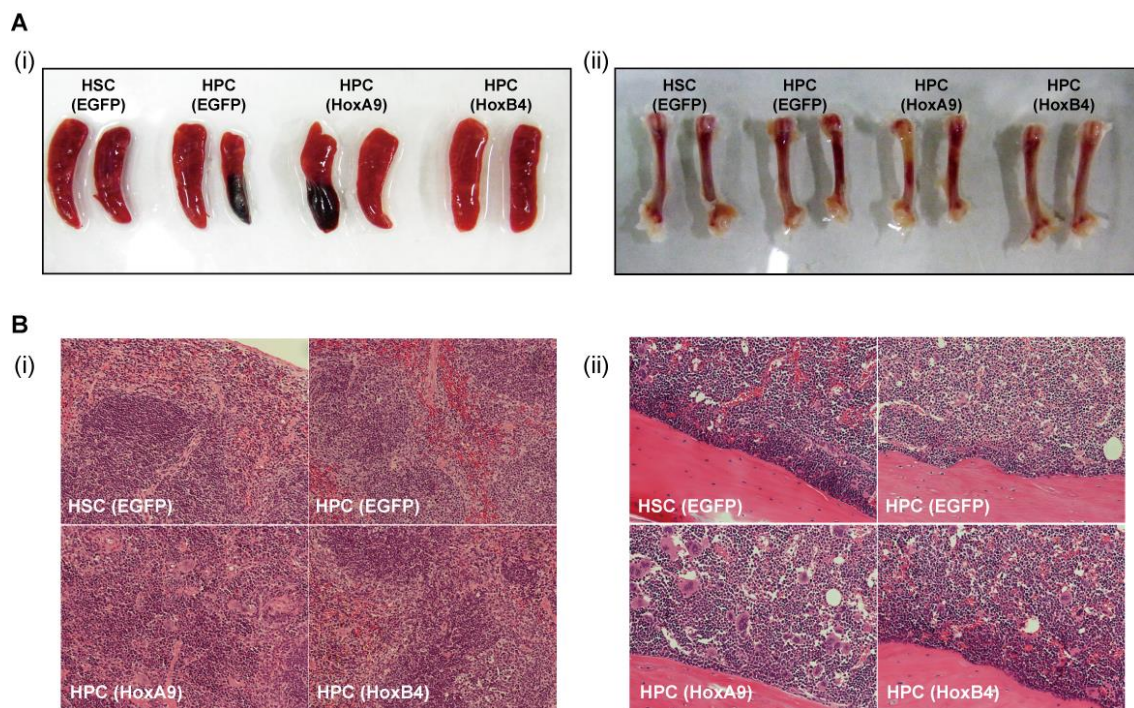 A
(i)
HSC
(EGFP)
HPC
(EGFP)
HPC
(HoxA9)
HPC
(HoxB4)
(ii)
HSC
(EGFP)
HPC
(EGFP)
HPC
(HoxA9)
HPC
(HoxB4)
B
(i)
HSC (EGFP)
HPC (EGFP)
HPC (HoxA9)
HPC (HoxB4)
(ii)
HSC (EGFP)
HPC (EGFP)
HPC (HoxA9)
HPC (HoxB4)